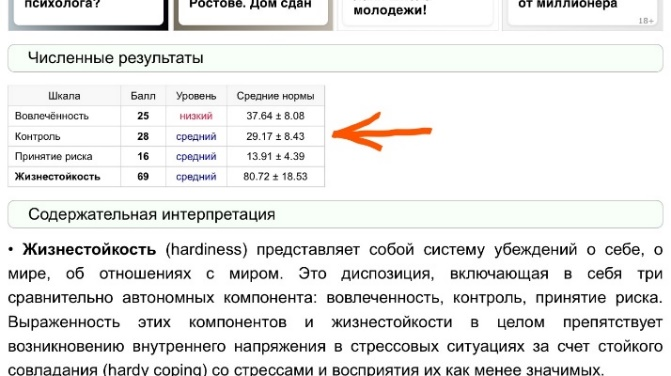 психолога?
Ростове. Дом сдан
молодежи!
от миллионера
18+
Численные результаты
Шкала Балл Уровень Средние нормы
Вовлечённость 25 низкий 37.64 ± 8.08
Контроль 28 средний 29.17 ± 8.43
Принятие риска 16 средний 13.91 ± 4.39
Жизнестойкость 69 средний 80.72 ± 18.53
Содержательная интерпретация
• Жизнестойкость (hardiness) представляет собой систему убеждений о себе, о
мире, об отношениях с миром. Это диспозиция, включающая в себя три
сравнительно автономных компонента: вовлеченность, контроль, принятие риска.
Выраженность этих компонентов и жизнестойкости в целом препятствует
возникновению внутреннего напряжения в стрессовых ситуациях за счет стойкого
совладания (hardy coping) со стрессами и восприятия их как менее значимых.